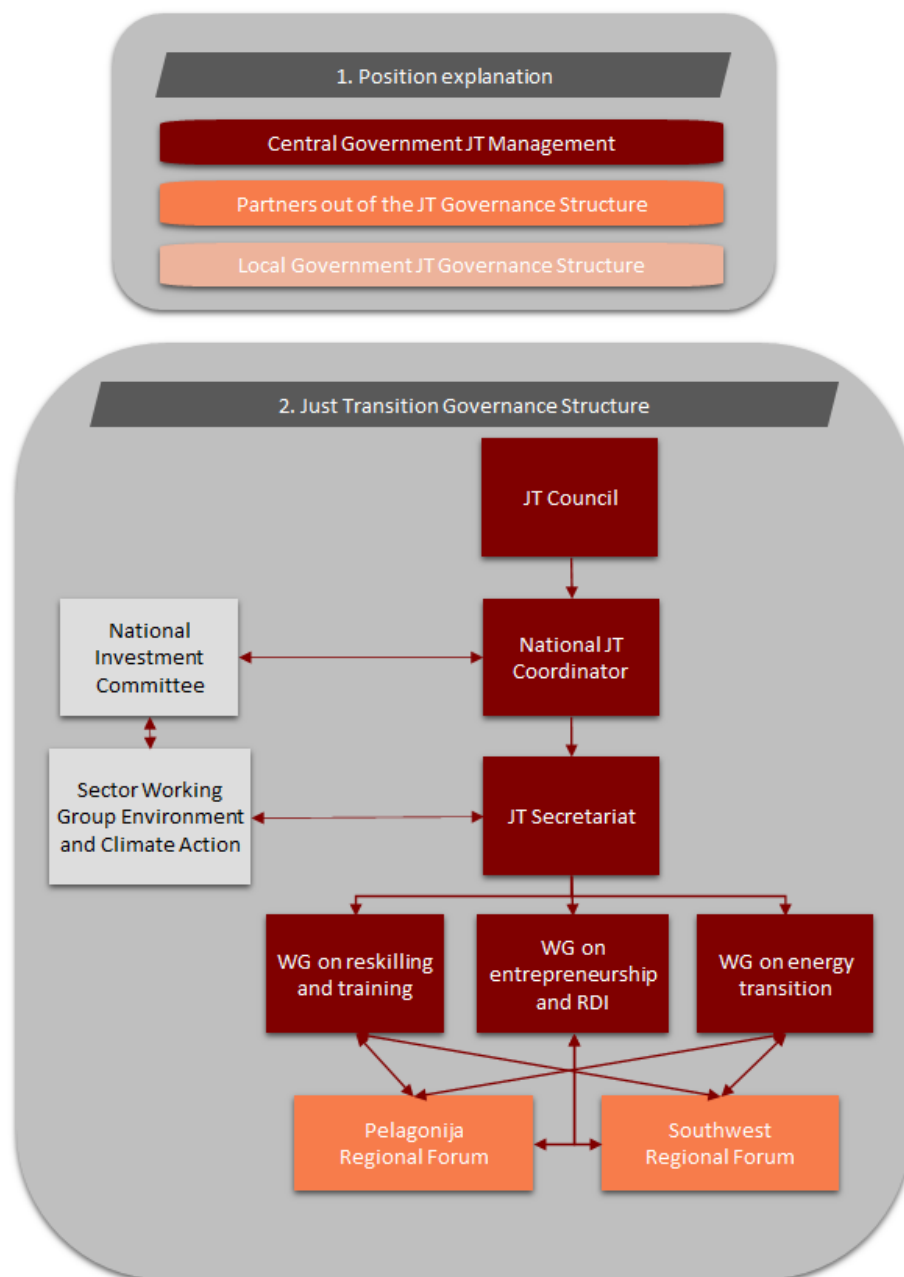 1. Position explanation
Central Government JT Management
Partners out of the JT Governance Structure
Local Government JT Governance Structure
2. Just Transition Governance Structure
JT Council
National
Investment
Committee
National JT
Coordinator
Sector Working
Group Environment
and Climate Action
JT Secretariat
WG on reskilling
and training
WG on
entrepreneurship
and RDI
WG on energy
transition
Pelagonija
Regional Forum
Southwest
Regional Forum